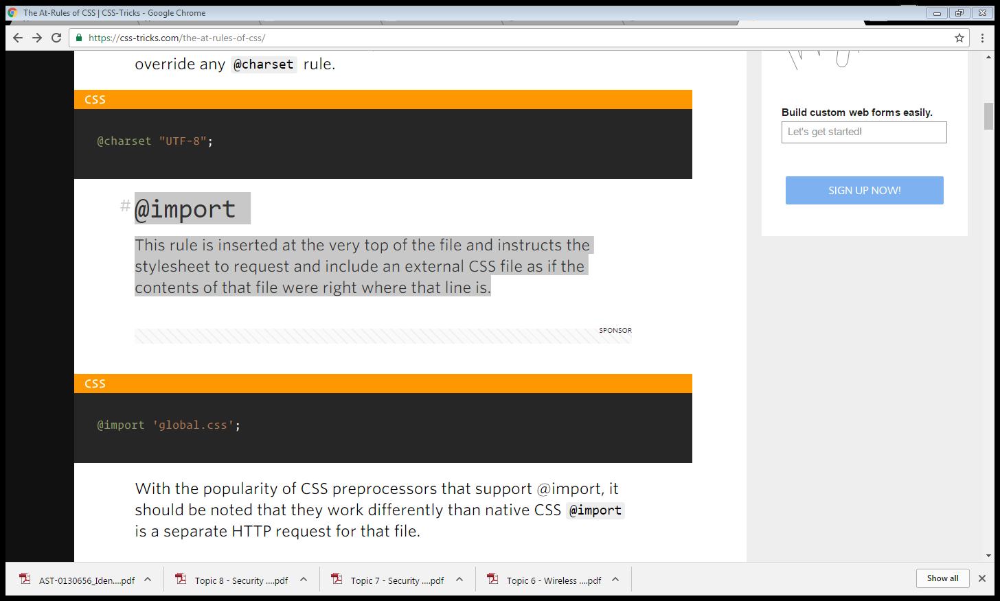 The At-Rules of CSS | CSS-Tricks - Google Chrome
https://css-tricks.com/the-at-rules-of-css/
override any @charset rule.
CSS
@charset "UTF-8";
# @import
This rule is inserted at the very top of the file and instructs the
stylesheet to request and include an external CSS file as if the
contents of that file were right where that line is.
SPONSOR
CSS
@import 'global.css';
With the popularity of CSS preprocessors that support @import, it
should be noted that they work differently than native CSS @import
is a separate HTTP request for that file.
Build custom web forms easily.
Let's get started!
SIGN UP NOW!
AST-0130656_Iden....pdf
Topic 8 - Security ....pdf
Topic 7 - Security ....pdf
Topic 6 - Wireless ....pdf
Show all